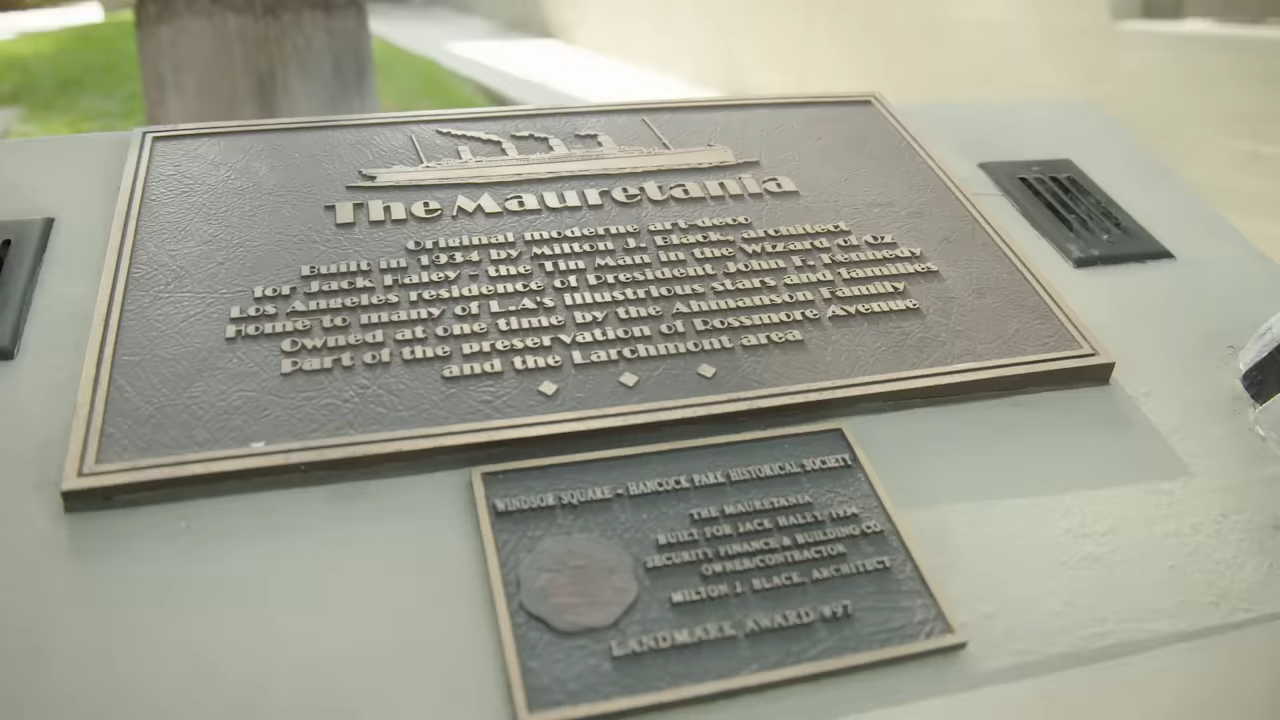 The Mauretania
original moderne art-deco
Built in 1934 by Milton J. Black, architect
for Jack Haley - the Tin Man in the Wizard of Oz
Los Angeles residence of President John F. Kennedy
Home to many of L.A's illustrious stars and families
Owned at one time by the Ahmanson Family
Part of the preservation of Rossmore Avenue
and the Larchmont area
WINDSOR SQUARE - HANCOCK PARK HISTORICAL SOCIETY
THE MAURETANIA
BUILT FOR JACK HALEY, 1934
SECURITY FINANCE & BUILDING CO.
OWNER/CONTRACTOR
MILTON J. BLACK, ARCHITECT
LANDMARK AWARD #97